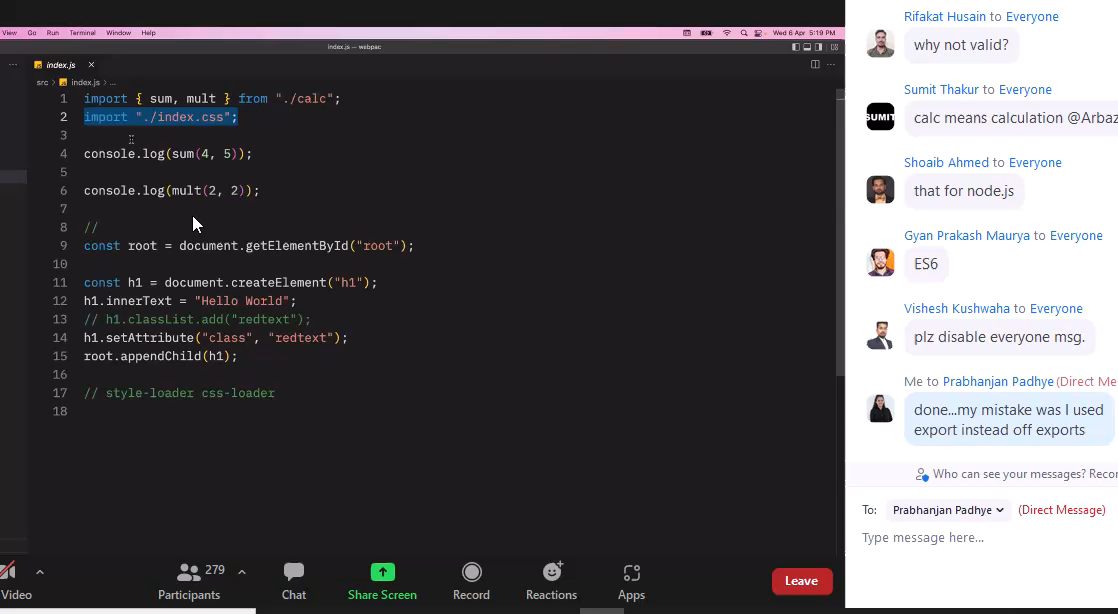 View Go Run Terminal Window Help
Wed 6 Apr 5:19 PM
index.js — webpac
index.js
src > index.js > ...
1 import { sum, mult } from "./calc";
2 import "./index.css";
3
4 console.log(sum(4, 5));
5
6 console.log(mult(2, 2));
7
8 //
9 const root = document.getElementById("root");
10
11 const h1 = document.createElement("h1");
12 h1.innerText = "Hello World";
13 // h1.classList.add("redtext");
14 h1.setAttribute("class", "redtext");
15 root.appendChild(h1);
16
17 // style-loader css-loader
18
Video
279
Participants
Chat
Share Screen
Record
Reactions
Apps
Leave
Rifakat Husain to Everyone
why not valid?
Sumit Thakur to Everyone
SUMIT
calc means calculation @Arbaz
Shoaib Ahmed to Everyone
that for node.js
Gyan Prakash Maurya to Everyone
ES6
Vishesh Kushwaha to Everyone
plz disable everyone msg.
Me to Prabhanjan Padhye (Direct Me
done...my mistake was I used
export instead off exports
Who can see your messages? Recor
To: Prabhanjan Padhye (Direct Message)
Type message here...